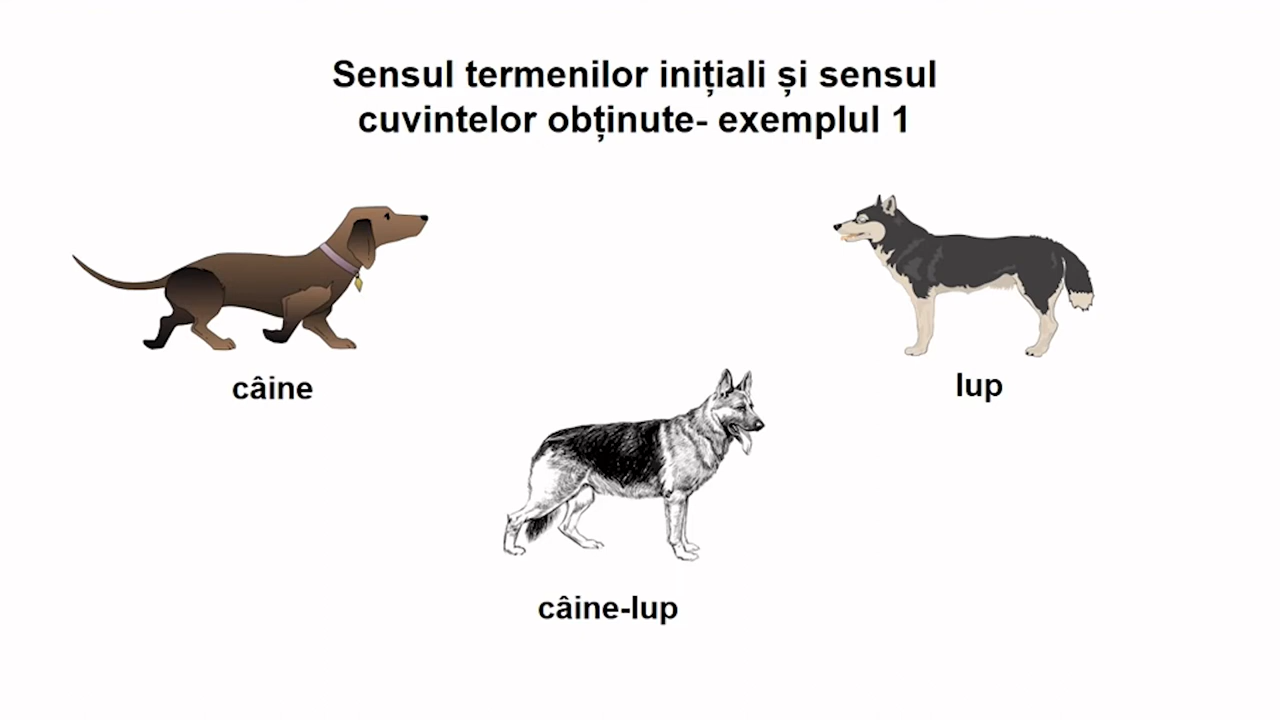 Sensul termenilor inițiali și sensul
cuvintelor obținute- exemplul 1
câine
lup
câine-lup